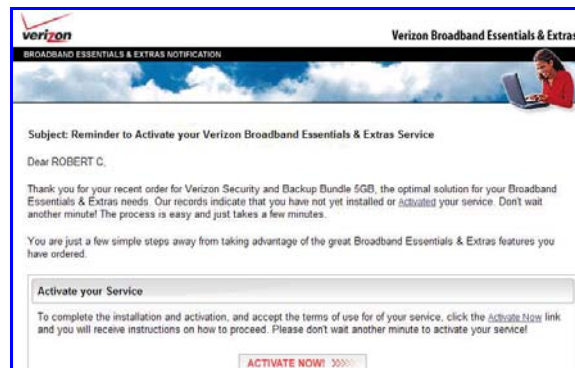 verizon
Verizon Broadband Essentials & Extras
BROADBAND ESSENTIALS & EXTRAS NOTIFICATION
Subject: Reminder to Activate your Verizon Broadband Essentials & Extras Service
Dear ROBERT C,
Thank you for your recent order for Verizon Security and Backup Bundle 5GB, the optimal solution for your Broadband
Essentials & Extras needs. Our records indicate that you have not yet installed or Activated your service. Don't wait
another minute! The process is easy and just takes a few minutes.
You are just a few simple steps away from taking advantage of the great Broadband Essentials & Extras features you
have ordered.
Activate your Service
To complete the installation and activation, and accept the terms of use for of your service, click the Activate Now link
and you will receive instructions on how to proceed. Please don't wait another minute to activate your service!
ACTIVATE NOW!